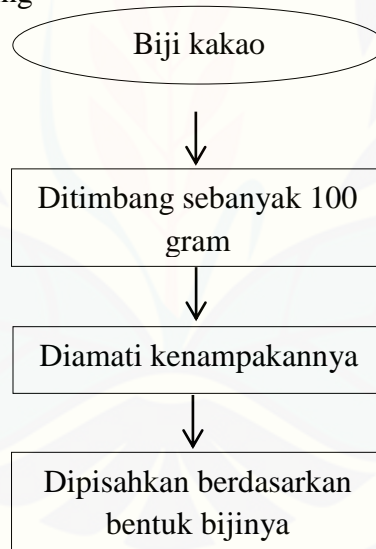 Biji kakao
Ditimbang sebanyak 100
gram
Diamati kenampakannya
Dipisahkan berdasarkan
bentuk bijinya